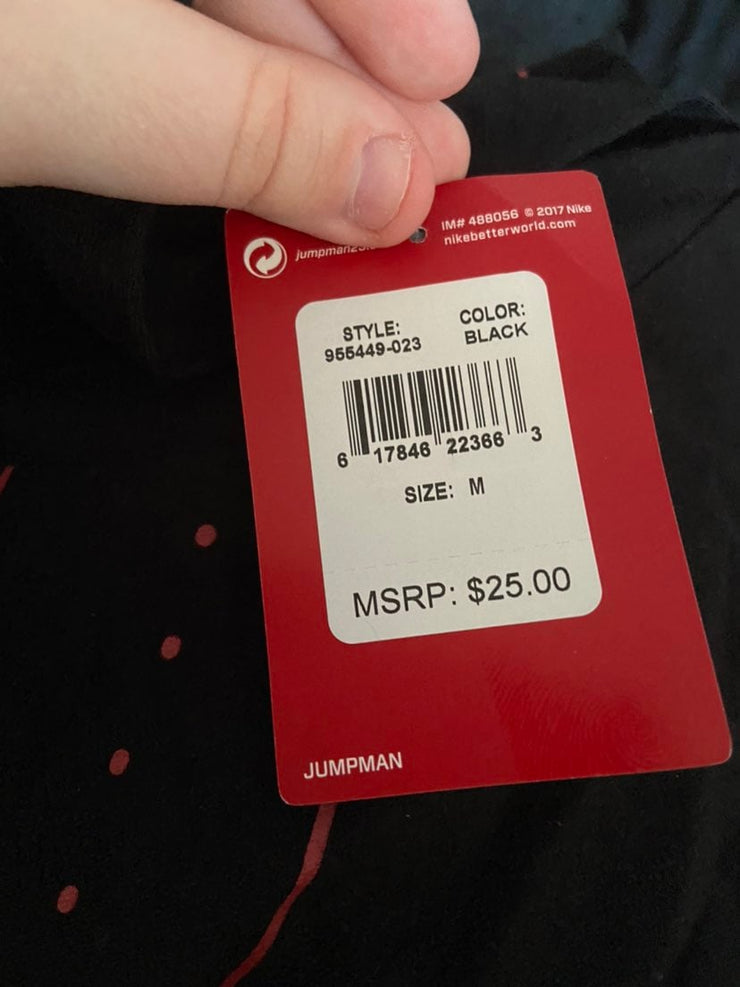 IM# 488056 © 2017 Nike
nikebetterworld.com
STYLE:
955449-023
COLOR:
BLACK
6 17846 22366 3
SIZE: M
MSRP: $25.00
JUMPMAN